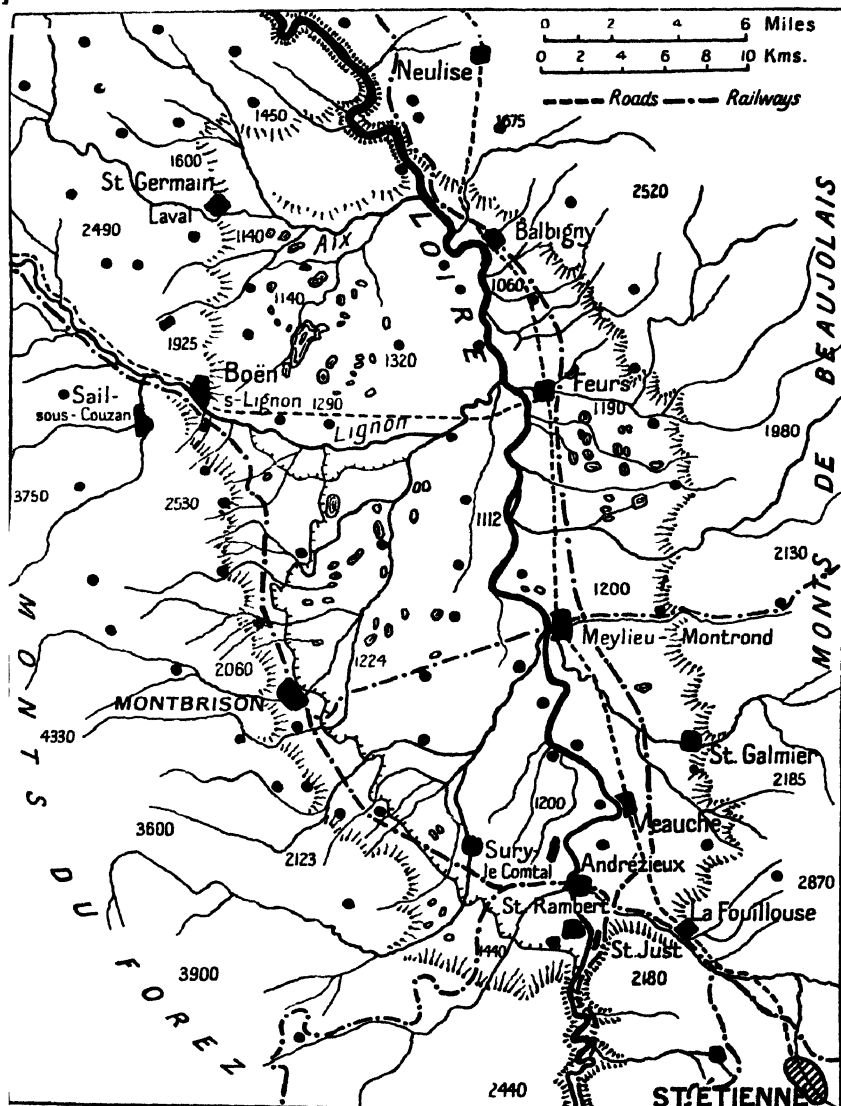 0 2 4 6 Miles
0 2 4 6 8 10 Kms.
Roads Railways
Neulise
1450
1675
1600
St Germain
Laval
2520
2490
1140
Aix
LOIRE
Balbigny
1060
1140
1925
1320
Boën
s-Lignon 1290
Feurs
1190
Sail-
sous-Couzan
Lignon
1980
3750
2530
1112
2130
1200
Meylieu-Montrond
2060
1224
MONTBRISON
4330
St. Galmier
2185
1200
Veauche
3600
2123
Sury-
le Comtal
Andrézieux
2870
St. Rambert
La Fouillouse
1440
St. Just
3900
2180
2440
ST. ETIENNE
MONTS DU FOREZ
MONTS DE BEAUJOLAIS